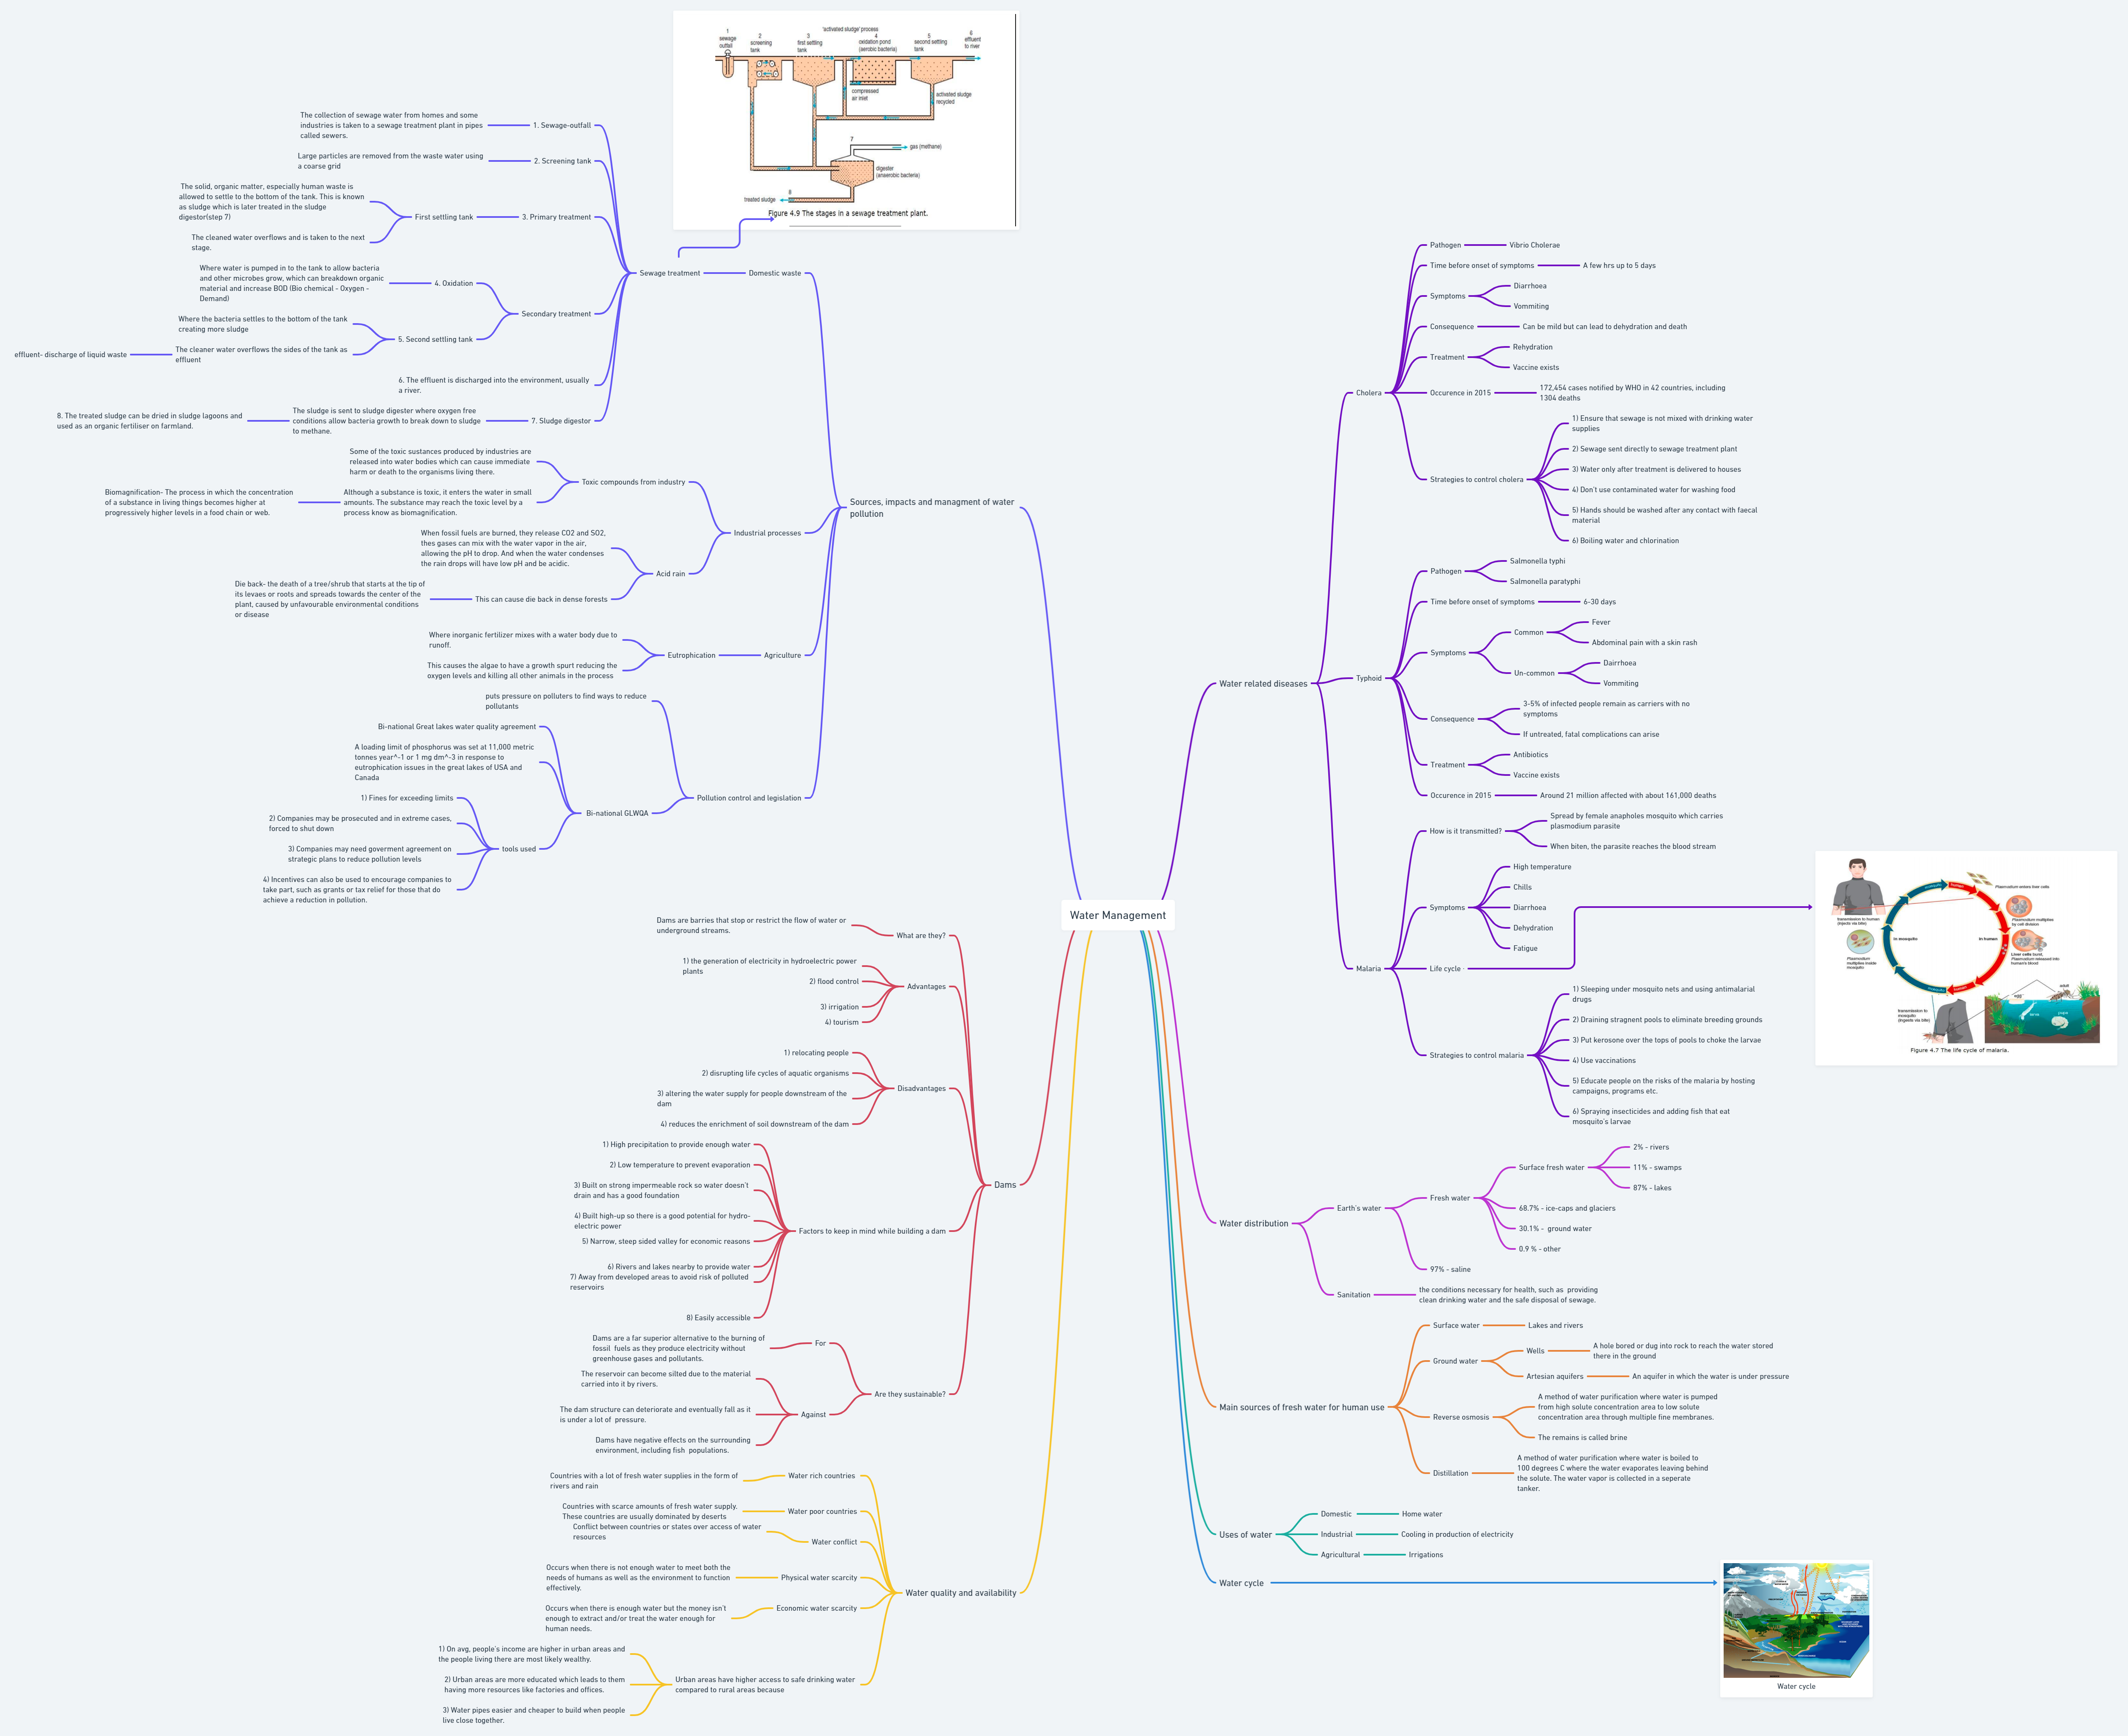 Water Management
'activated sludge' process
1
sewage
outfall
2
screening
tank
3
first settling
tank
4
oxidation pond
(aerobic bacteria)
5
second settling
tank
6
effluent
to river
compressed
air inlet
activated sludge
recycled
7
gas (methane)
digester
(anaerobic bacteria)
8
treated sludge
Figure 4.9 The stages in a sewage treatment plant.
Sources, impacts and managment of water
pollution
Domestic waste
Sewage treatment
1. Sewage-outfall
The collection of sewage water from homes and some
industries is taken to a sewage treatment plant in pipes
called sewers.
2. Screening tank
Large particles are removed from the waste water using
a coarse grid
3. Primary treatment
First settling tank
The solid, organic matter, especially human waste is
allowed to settle to the bottom of the tank. This is known
as sludge which is later treated in the sludge
digestor(step 7)
The cleaned water overflows and is taken to the next
stage.
Secondary treatment
4. Oxidation
Where water is pumped in to the tank to allow bacteria
and other microbes grow, which can breakdown organic
material and increase BOD (Bio chemical - Oxygen -
Demand)
5. Second settling tank
Where the bacteria settles to the bottom of the tank
creating more sludge
The cleaner water overflows the sides of the tank as
effluent
effluent- discharge of liquid waste
6. The effluent is discharged into the environment, usually
a river.
7. Sludge digestor
The sludge is sent to sludge digester where oxygen free
conditions allow bacteria growth to break down to sludge
to methane.
8. The treated sludge can be dried in sludge lagoons and
used as an organic fertiliser on farmland.
Industrial processes
Toxic compounds from industry
Some of the toxic sustances produced by industries are
released into water bodies which can cause immediate
harm or death to the organisms living there.
Although a substance is toxic, it enters the water in small
amounts. The substance may reach the toxic level by a
process know as biomagnification.
Biomagnification- The process in which the concentration
of a substance in living things becomes higher at
progressively higher levels in a food chain or web.
Acid rain
When fossil fuels are burned, they release CO2 and SO2,
thes gases can mix with the water vapor in the air,
allowing the pH to drop. And when the water condenses
the rain drops will have low pH and be acidic.
This can cause die back in dense forests
Die back- the death of a tree/shrub that starts at the tip of
its levaes or roots and spreads towards the center of the
plant, caused by unfavourable environmental conditions
or disease
Agriculture
Eutrophication
Where inorganic fertilizer mixes with a water body due to
runoff.
This causes the algae to have a growth spurt reducing the
oxygen levels and killing all other animals in the process
Pollution control and legislation
puts pressure on polluters to find ways to reduce
pollutants
Bi-national GLWQA
Bi-national Great lakes water quality agreement
A loading limit of phosphorus was set at 11,000 metric
tonnes year^-1 or 1 mg dm^-3 in response to
eutrophication issues in the great lakes of USA and
Canada
tools used
1) Fines for exceeding limits
2) Companies may be prosecuted and in extreme cases,
forced to shut down
3) Companies may need goverment agreement on
strategic plans to reduce pollution levels
4) Incentives can also be used to encourage companies to
take part, such as grants or tax relief for those that do
achieve a reduction in pollution.
Dams
What are they?
Dams are barries that stop or restrict the flow of water or
underground streams.
Advantages
1) the generation of electricity in hydroelectric power
plants
2) flood control
3) irrigation
4) tourism
Disadvantages
1) relocating people
2) disrupting life cycles of aquatic organisms
3) altering the water supply for people downstream of the
dam
4) reduces the enrichment of soil downstream of the dam
Factors to keep in mind while building a dam
1) High precipitation to provide enough water
2) Low temperature to prevent evaporation
3) Built on strong impermeable rock so water doesn't
drain and has a good foundation
4) Built high-up so there is a good potential for hydro-
electric power
5) Narrow, steep sided valley for economic reasons
6) Rivers and lakes nearby to provide water
7) Away from developed areas to avoid risk of polluted
reservoirs
8) Easily accessible
Are they sustainable?
For
Dams are a far superior alternative to the burning of
fossil fuels as they produce electricity without
greenhouse gases and pollutants.
Against
The reservoir can become silted due to the material
carried into it by rivers.
The dam structure can deteriorate and eventually fall as it
is under a lot of pressure.
Dams have negative effects on the surrounding
environment, including fish populations.
Water quality and availability
Water rich countries
Countries with a lot of fresh water supplies in the form of
rivers and rain
Water poor countries
Countries with scarce amounts of fresh water supply.
These countries are usually dominated by deserts
Water conflict
Conflict between countries or states over access of water
resources
Physical water scarcity
Occurs when there is not enough water to meet both the
needs of humans as well as the environment to function
effectively.
Economic water scarcity
Occurs when there is enough water but the money isn't
enough to extract and/or treat the water enough for
human needs.
Urban areas have higher access to safe drinking water
compared to rural areas because
1) On avg, people's income are higher in urban areas and
the people living there are most likely wealthy.
2) Urban areas are more educated which leads to them
having more resources like factories and offices.
3) Water pipes easier and cheaper to build when people
live close together.
Water related diseases
Cholera
Pathogen
Vibrio Cholerae
Time before onset of symptoms
A few hrs up to 5 days
Symptoms
Diarrhoea
Vommiting
Consequence
Can be mild but can lead to dehydration and death
Treatment
Rehydration
Vaccine exists
Occurence in 2015
172,454 cases notified by WHO in 42 countries, including
1304 deaths
Strategies to control cholera
1) Ensure that sewage is not mixed with drinking water
supplies
2) Sewage sent directly to sewage treatment plant
3) Water only after treatment is delivered to houses
4) Don't use contaminated water for washing food
5) Hands should be washed after any contact with faecal
material
6) Boiling water and chlorination
Typhoid
Pathogen
Salmonella typhi
Salmonella paratyphi
Time before onset of symptoms
6-30 days
Symptoms
Common
Fever
Abdominal pain with a skin rash
Un-common
Dairrhoea
Vommiting
Consequence
3-5% of infected people remain as carriers with no
symptoms
If untreated, fatal complications can arise
Treatment
Antibiotics
Vaccine exists
Occurence in 2015
Around 21 million affected with about 161,000 deaths
Malaria
How is it transmitted?
Spread by female anapholes mosquito which carries
plasmodium parasite
When biten, the parasite reaches the blood stream
Symptoms
High temperature
Chills
Diarrhoea
Dehydration
Fatigue
Life cycle
Strategies to control malaria
1) Sleeping under mosquito nets and using antimalarial
drugs
2) Draining stragnent pools to eliminate breeding grounds
3) Put kerosone over the tops of pools to choke the larvae
4) Use vaccinations
5) Educate people on the risks of the malaria by hosting
campaigns, programs etc.
6) Spraying insecticides and adding fish that eat
mosquito's larvae
Plasmodium enters liver cells
transmission to human
(injects via bite)
Plasmodium multiplies
by cell division
in mosquito
in human
Liver cells burst.
Plasmodium released into
human's blood
Plasmodium
multiplies inside
mosquito
transmission to
mosquito
(ingests via bite)
egg
adult
larva
pupa
Figure 4.7 The life cycle of malaria.
Water distribution
Earth's water
Fresh water
Surface fresh water
2% - rivers
11% - swamps
87% - lakes
68.7% - ice-caps and glaciers
30.1% - ground water
0.9 % - other
97% - saline
Sanitation
the conditions necessary for health, such as providing
clean drinking water and the safe disposal of sewage.
Main sources of fresh water for human use
Surface water
Lakes and rivers
Ground water
Wells
A hole bored or dug into rock to reach the water stored
there in the ground
Artesian aquifers
An aquifer in which the water is under pressure
Reverse osmosis
A method of water purification where water is pumped
from high solute concentration area to low solute
concentration area through multiple fine membranes.
The remains is called brine
Distillation
A method of water purification where water is boiled to
100 degrees C where the water evaporates leaving behind
the solute. The water vapor is collected in a seperate
tanker.
Uses of water
Domestic
Home water
Industrial
Cooling in production of electricity
Agricultural
Irrigations
Water cycle
Water cycle